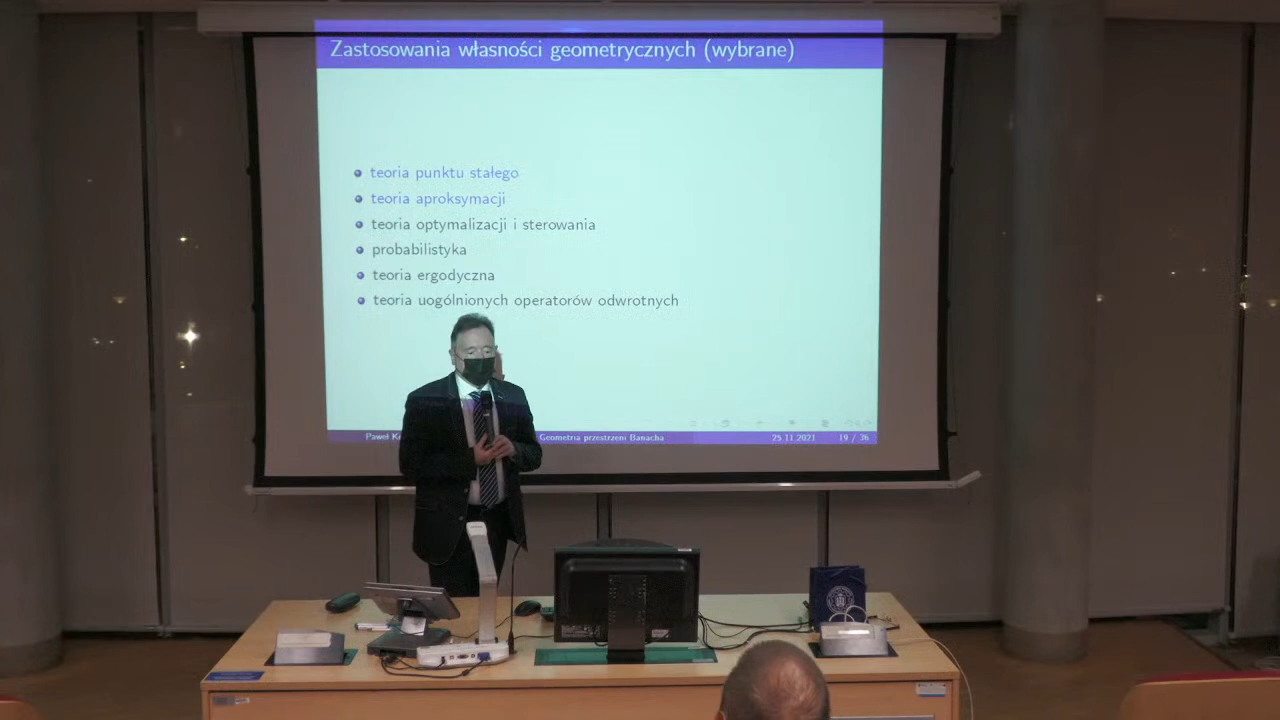 Zastosowania własności geometrycznych (wybrane)
teoria punktu stałego
teoria aproksymacji
teoria optymalizacji i sterowania
probabilistyka
teoria ergodyczna
teoria uogólnionych operatorów odwrotnych
Paweł
Geometria przestrzeni Banacha
25.11.2021
19 / 36